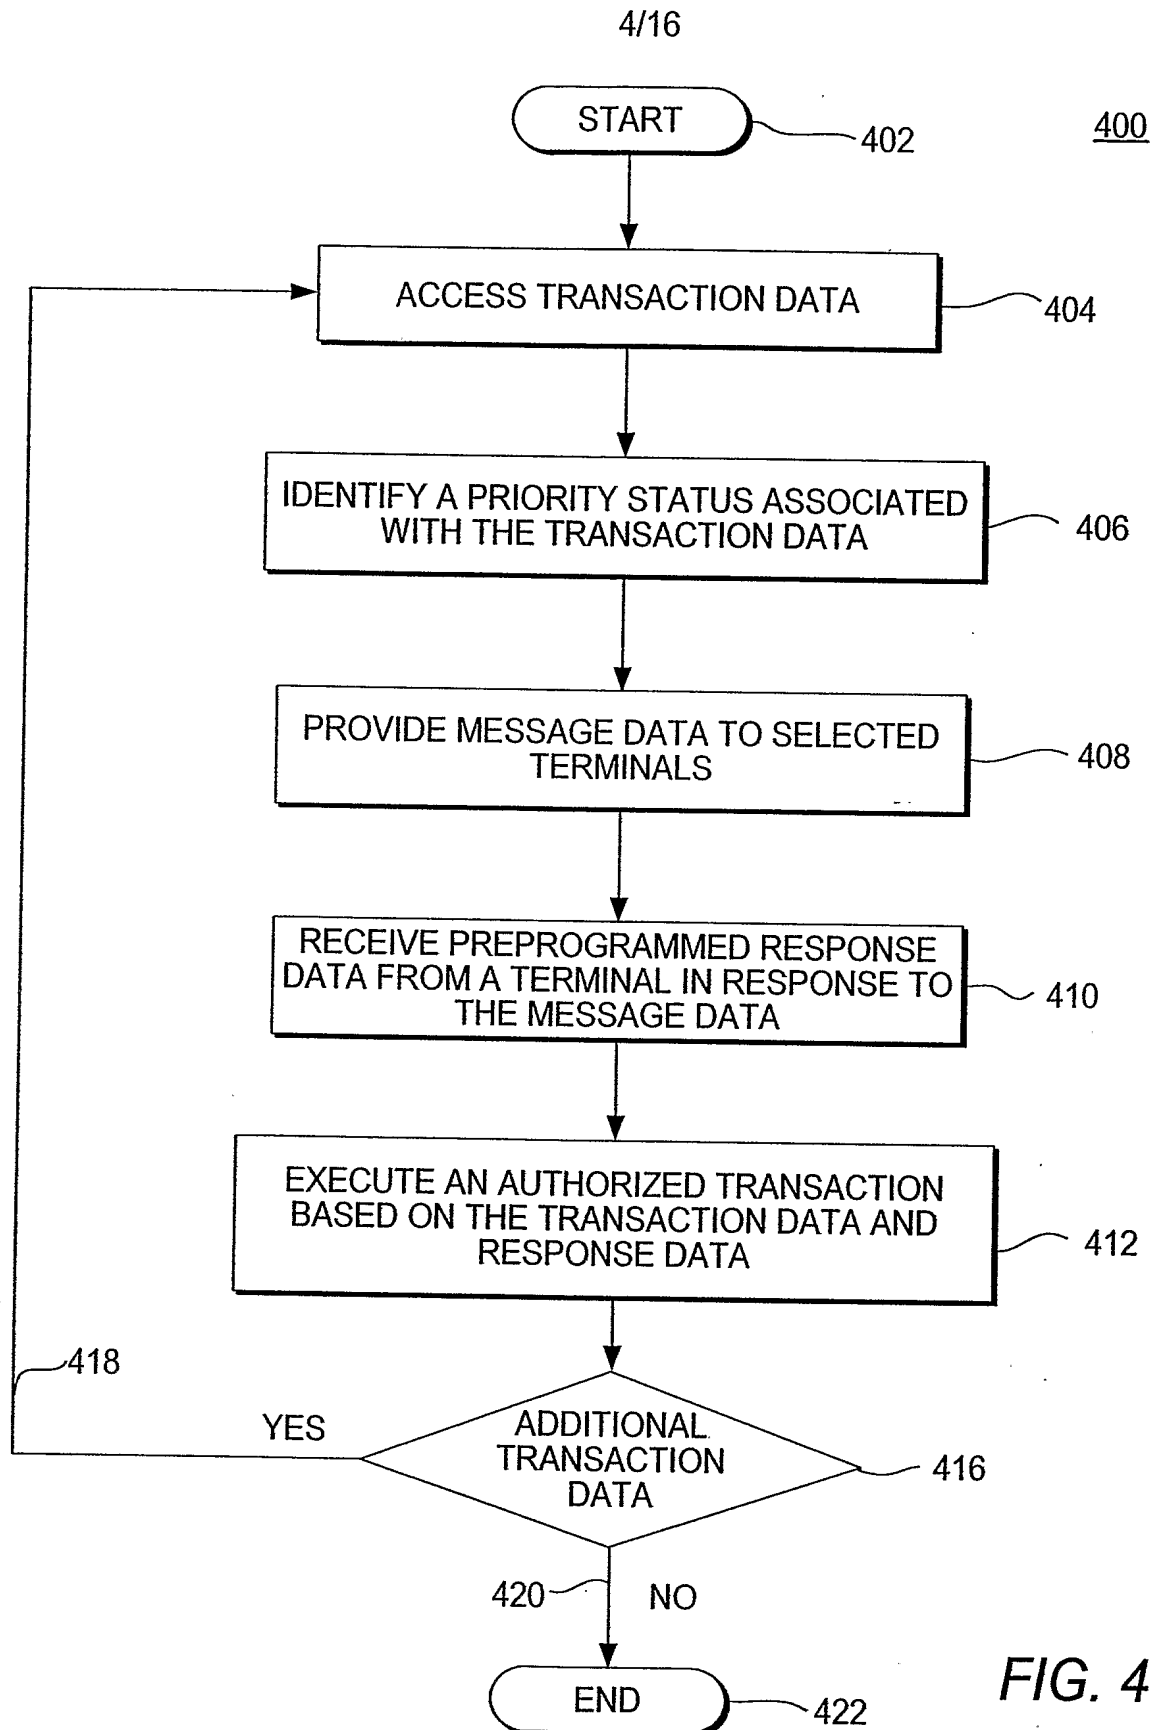 4/16
START
402
400
ACCESS TRANSACTION DATA
404
IDENTIFY A PRIORITY STATUS ASSOCIATED
WITH THE TRANSACTION DATA
406
PROVIDE MESSAGE DATA TO SELECTED
TERMINALS
408
RECEIVE PREPROGRAMMED RESPONSE
DATA FROM A TERMINAL IN RESPONSE TO
THE MESSAGE DATA
410
EXECUTE AN AUTHORIZED TRANSACTION
BASED ON THE TRANSACTION DATA AND
RESPONSE DATA
412
418
YES
ADDITIONAL
TRANSACTION
DATA
416
420
NO
END
422
FIG. 4